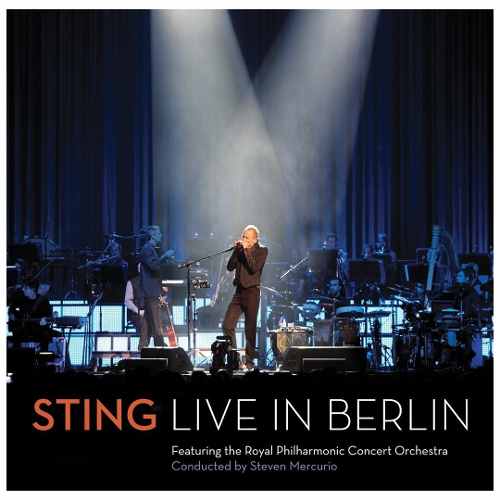 STING LIVE IN BERLIN
Featuring the Royal Philharmonic Concert Orchestra
Conducted by Steven Mercurio